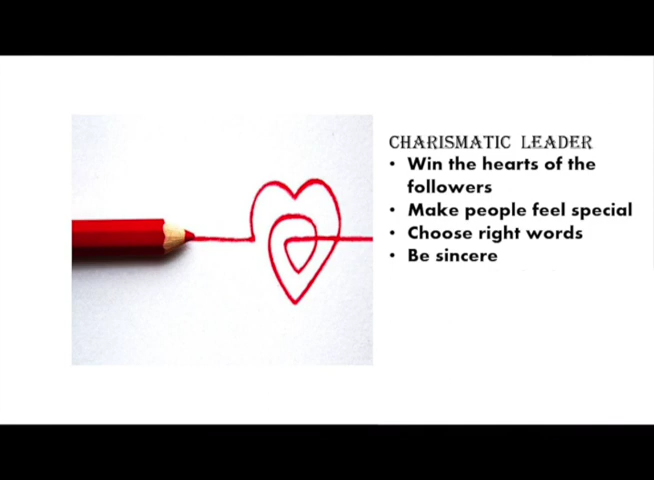 CHARISMATIC LEADER
• Win the hearts of the
followers
• Make people feel special
• Choose right words
• Be sincere